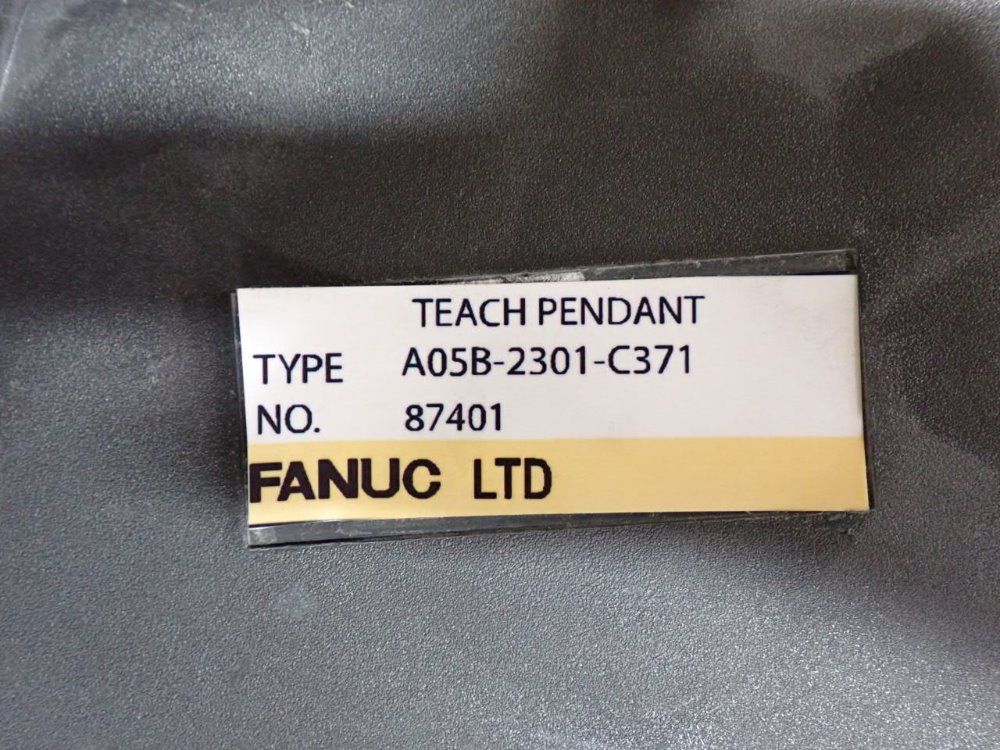 TEACH PENDANT
TYPE A05B-2301-C371
NO. 87401
FANUC LTD